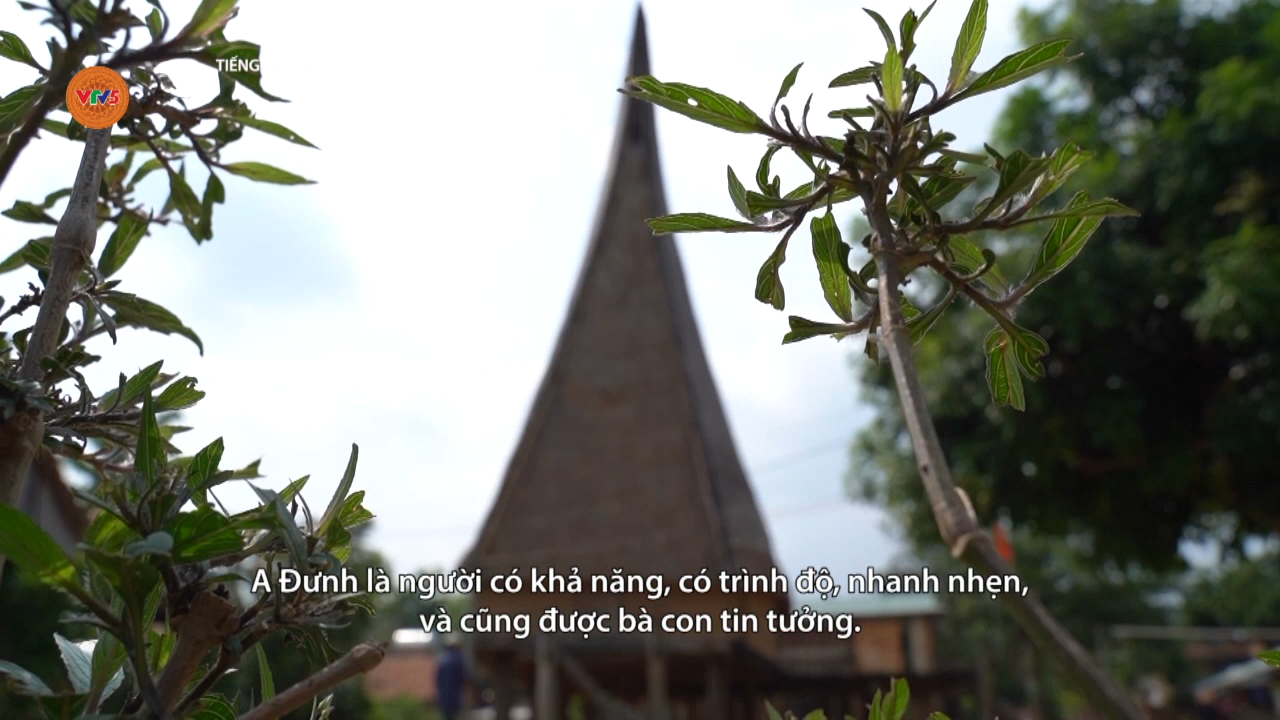 TIẾNG
VTV5
A Đưnh là người có khả năng, có trình độ, nhanh nhẹn,
và cũng được bà con tin tưởng.